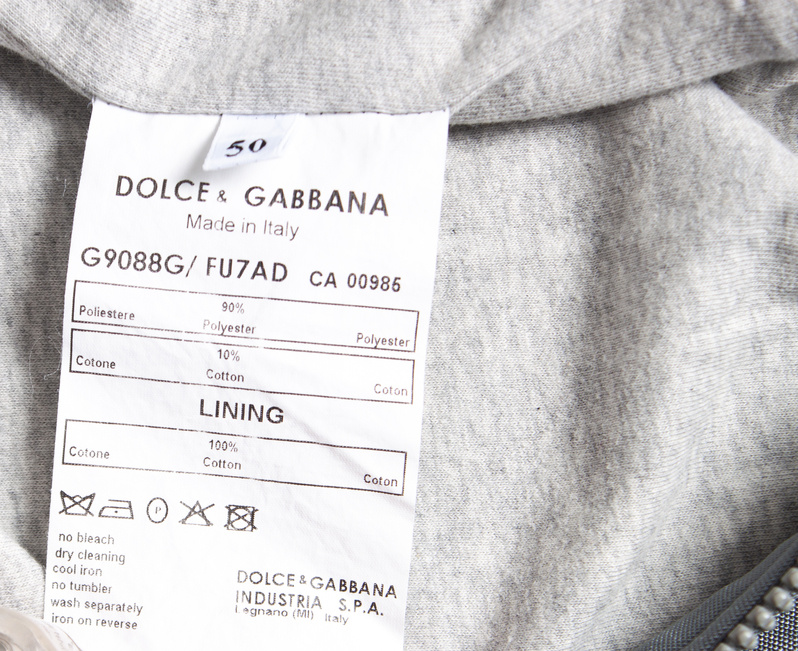 50
DOLCE & GABBANA
Made in Italy
G9088G/ FU7AD CA 00985
90%
Poliestere Polyester Polyester
10%
Cotone Cotton Coton
LINING
100%
Cotone Cotton Coton
P
no bleach
dry cleaning
cool iron
no tumbler
wash separately
iron on reverse
DOLCE & GABBANA
INDUSTRIA S.P.A.
Legnano (MI) Italy